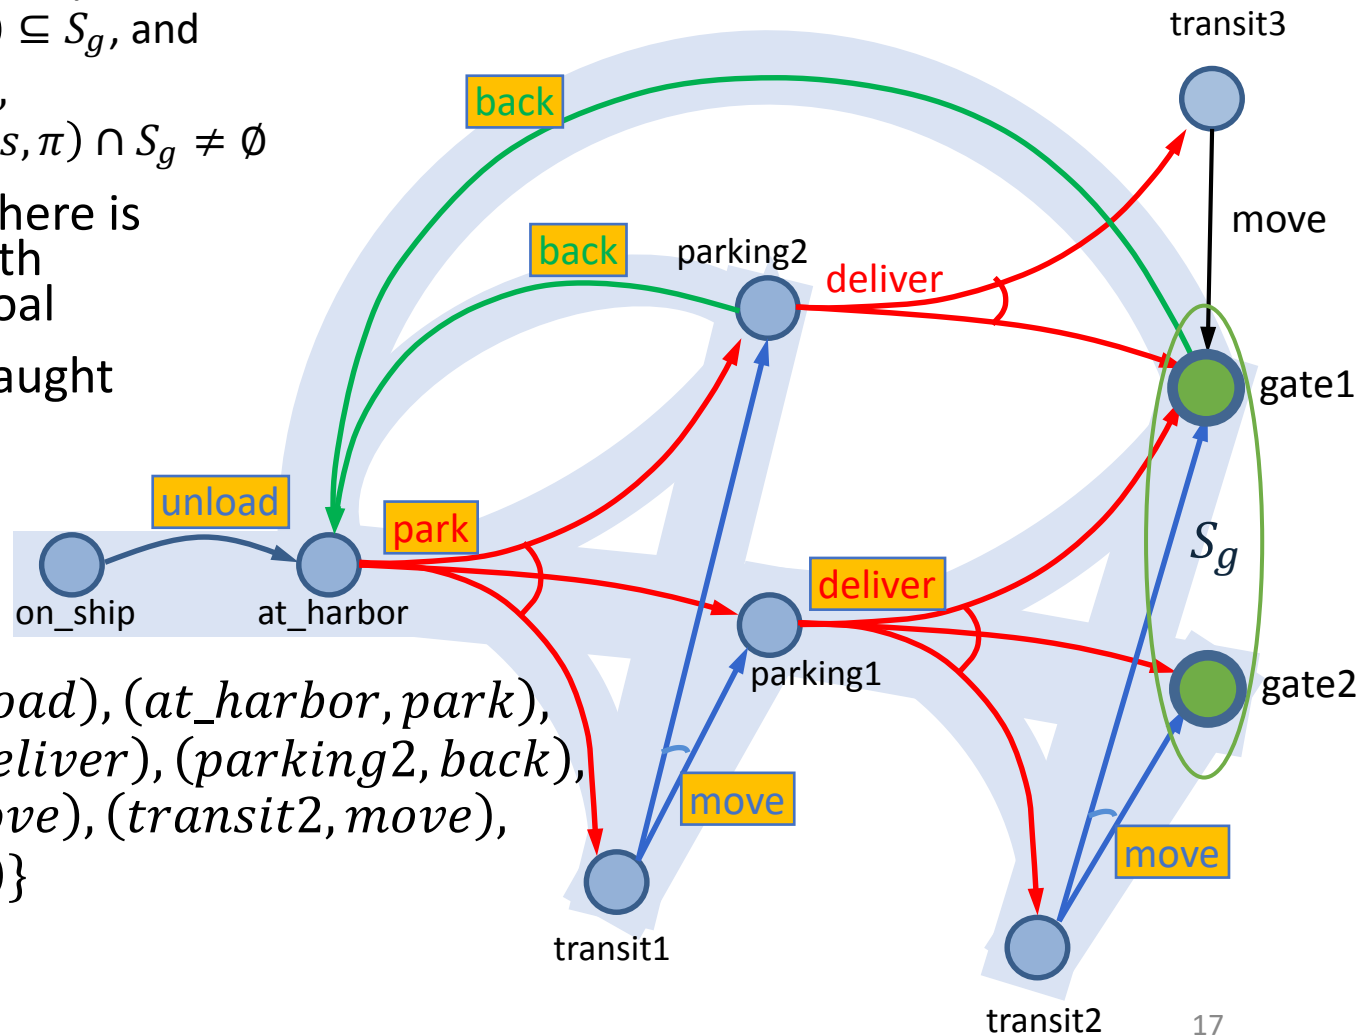 ) ⊆ S_g, and
,
s, π) ∩ S_g ≠ ∅
here is
th
oal
aught
transit3
back
move
back
parking2
deliver
gate1
unload
park
S_g
deliver
on_ship
at_harbor
parking1
gate2
oad), (at_harbor, park),
eliver), (parking2, back),
ove), (transit2, move),
)}
move
move
transit1
transit2
17